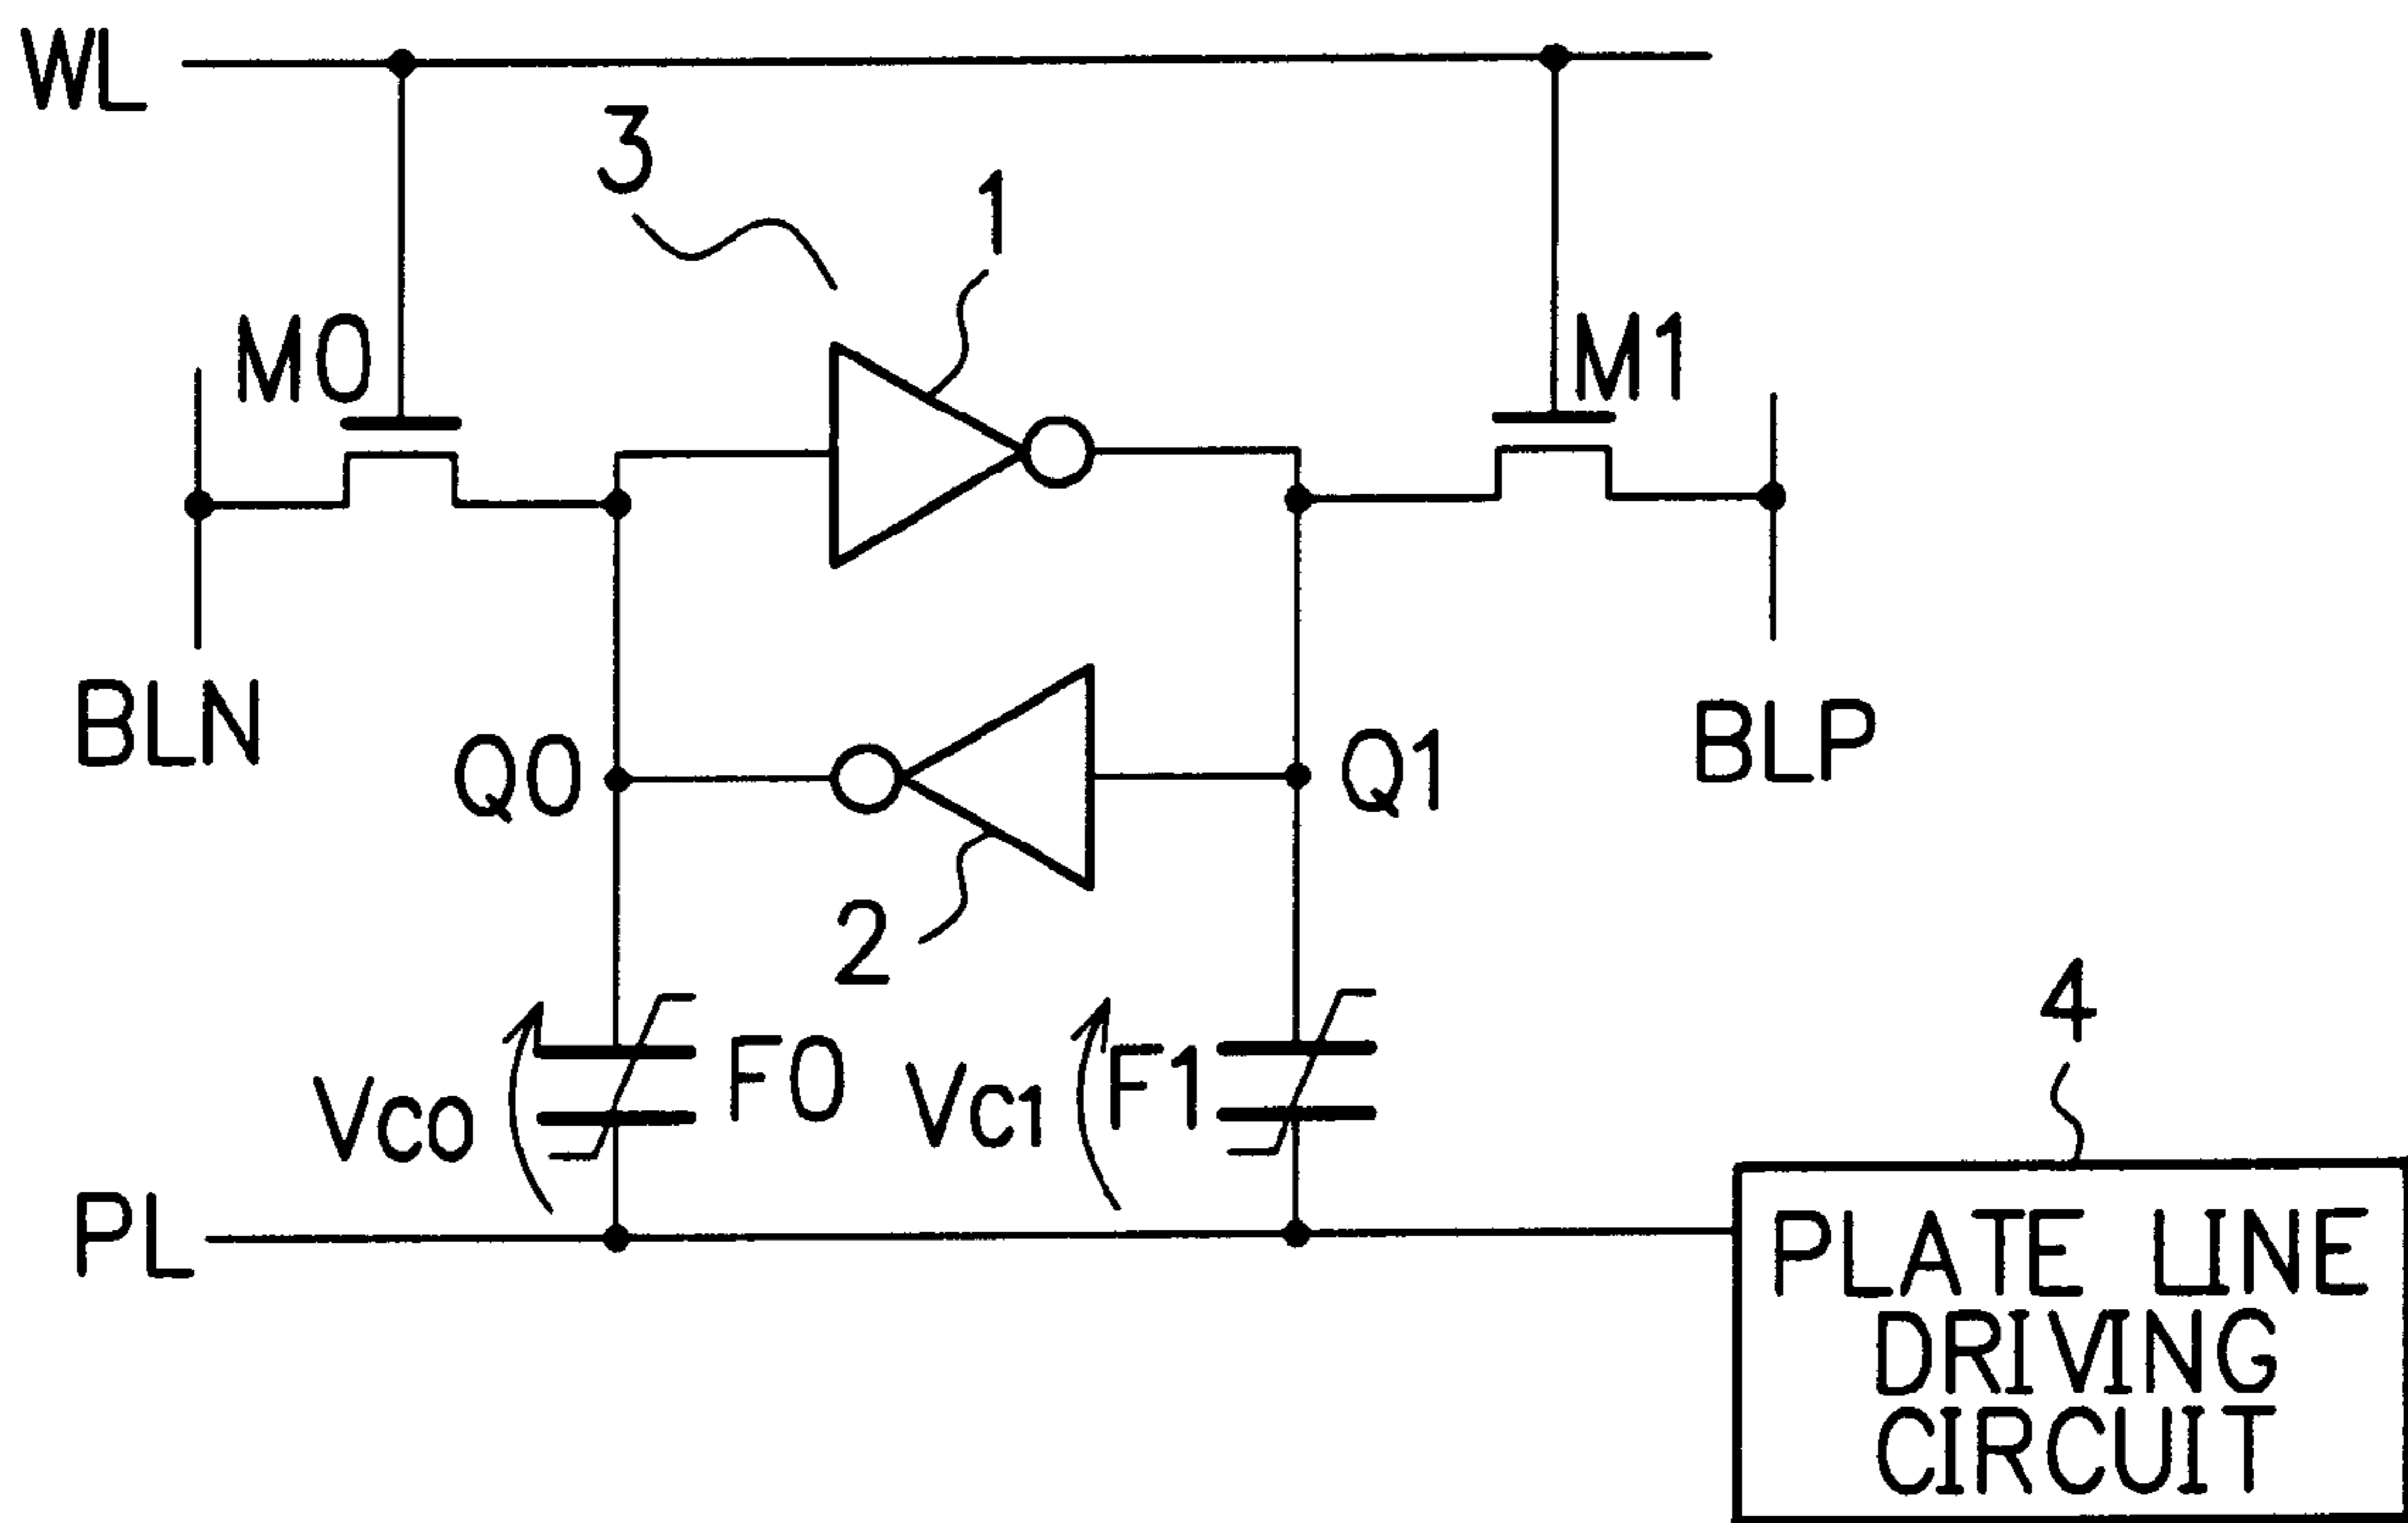 WL
3
1
M0
M1
BLN
BLP
Q0
Q1
2
4
VC0
F0
VC1
F1
PL
PLATE LINE
DRIVING
CIRCUIT